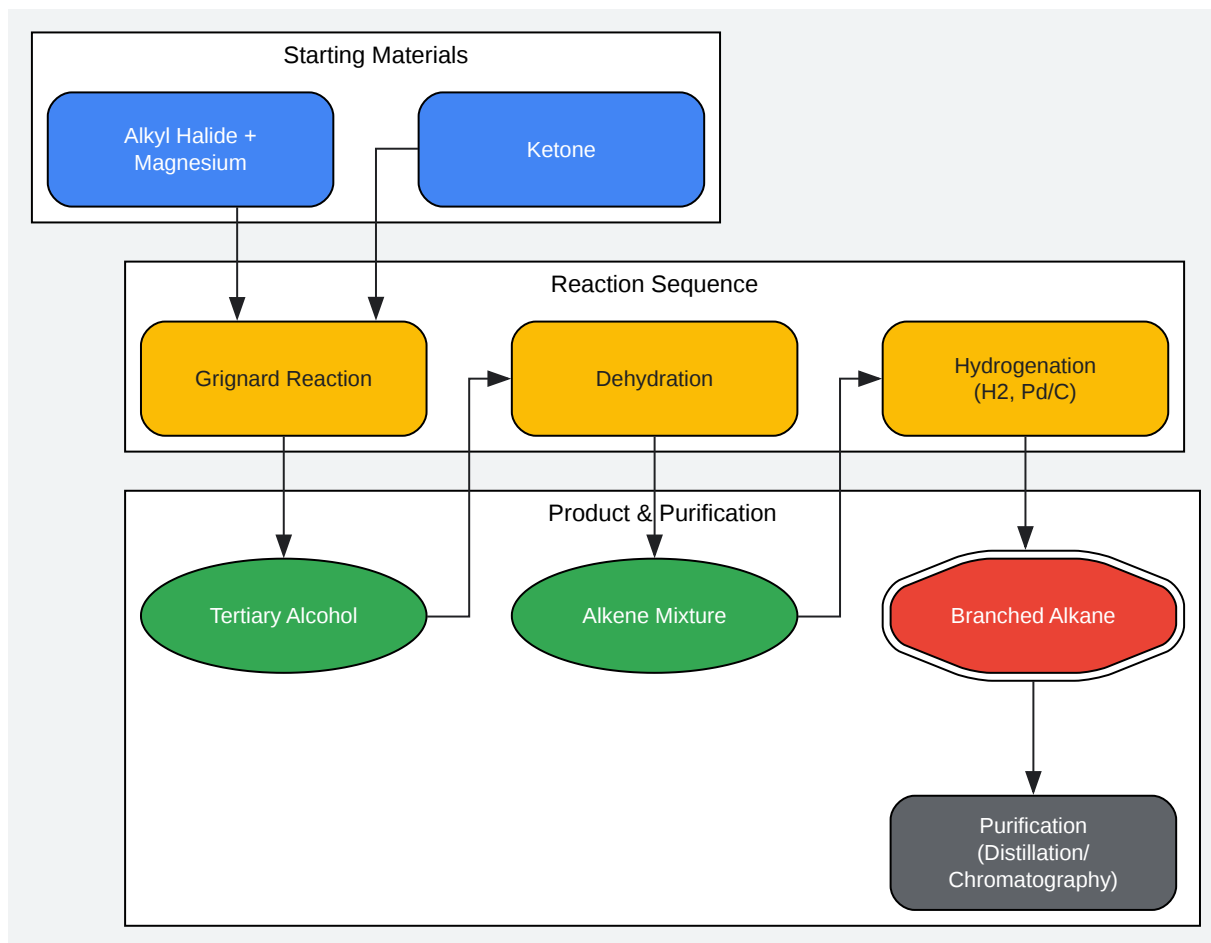 Starting Materials
Alkyl Halide +
Magnesium
Ketone
Reaction Sequence
Grignard Reaction
Dehydration
Hydrogenation
(H2, Pd/C)
Product & Purification
Tertiary Alcohol
Alkene Mixture
Branched Alkane
Purification
(Distillation/
Chromatography)